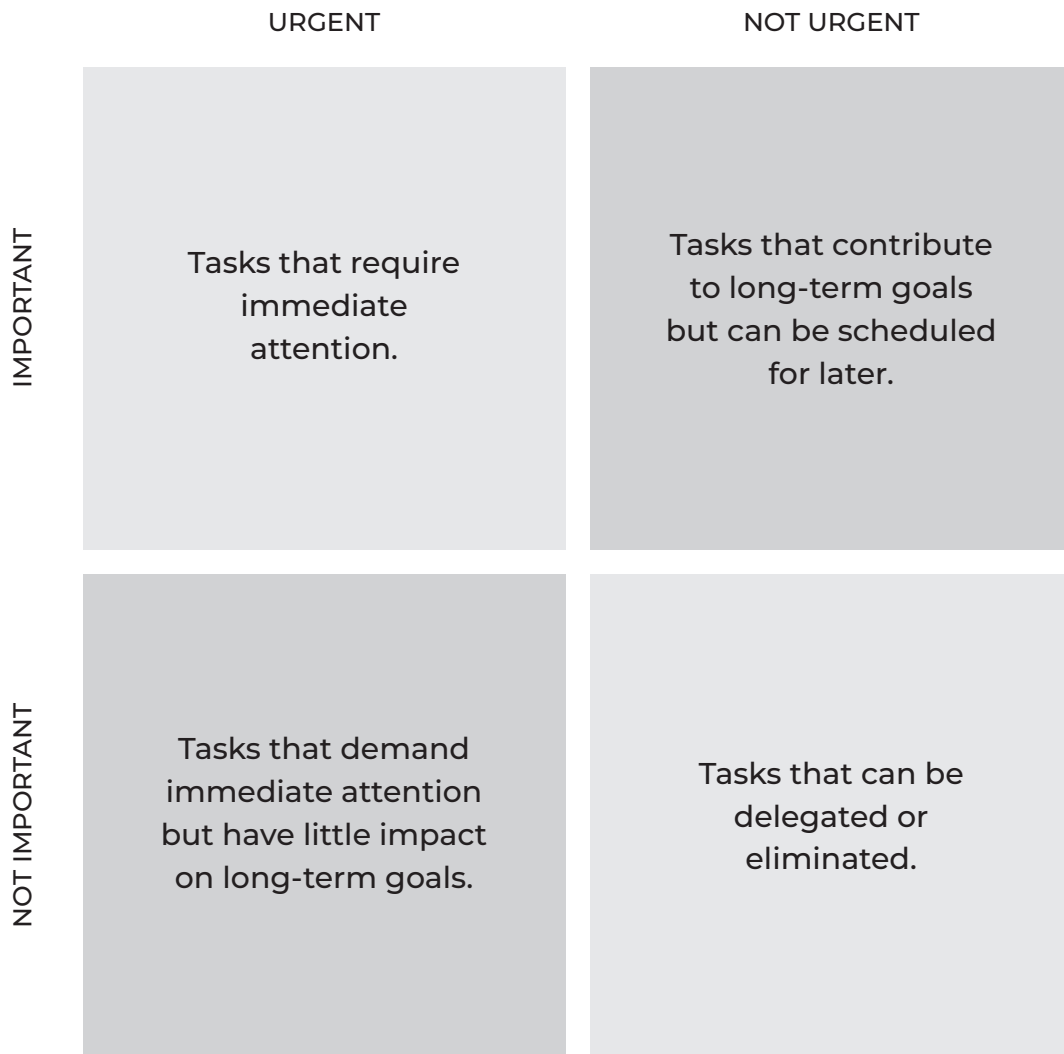 URGENT
NOT URGENT
IMPORTANT
Tasks that require
immediate
attention.
Tasks that contribute
to long-term goals
but can be scheduled
for later.
NOT IMPORTANT
Tasks that demand
immediate attention
but have little impact
on long-term goals.
Tasks that can be
delegated or
eliminated.